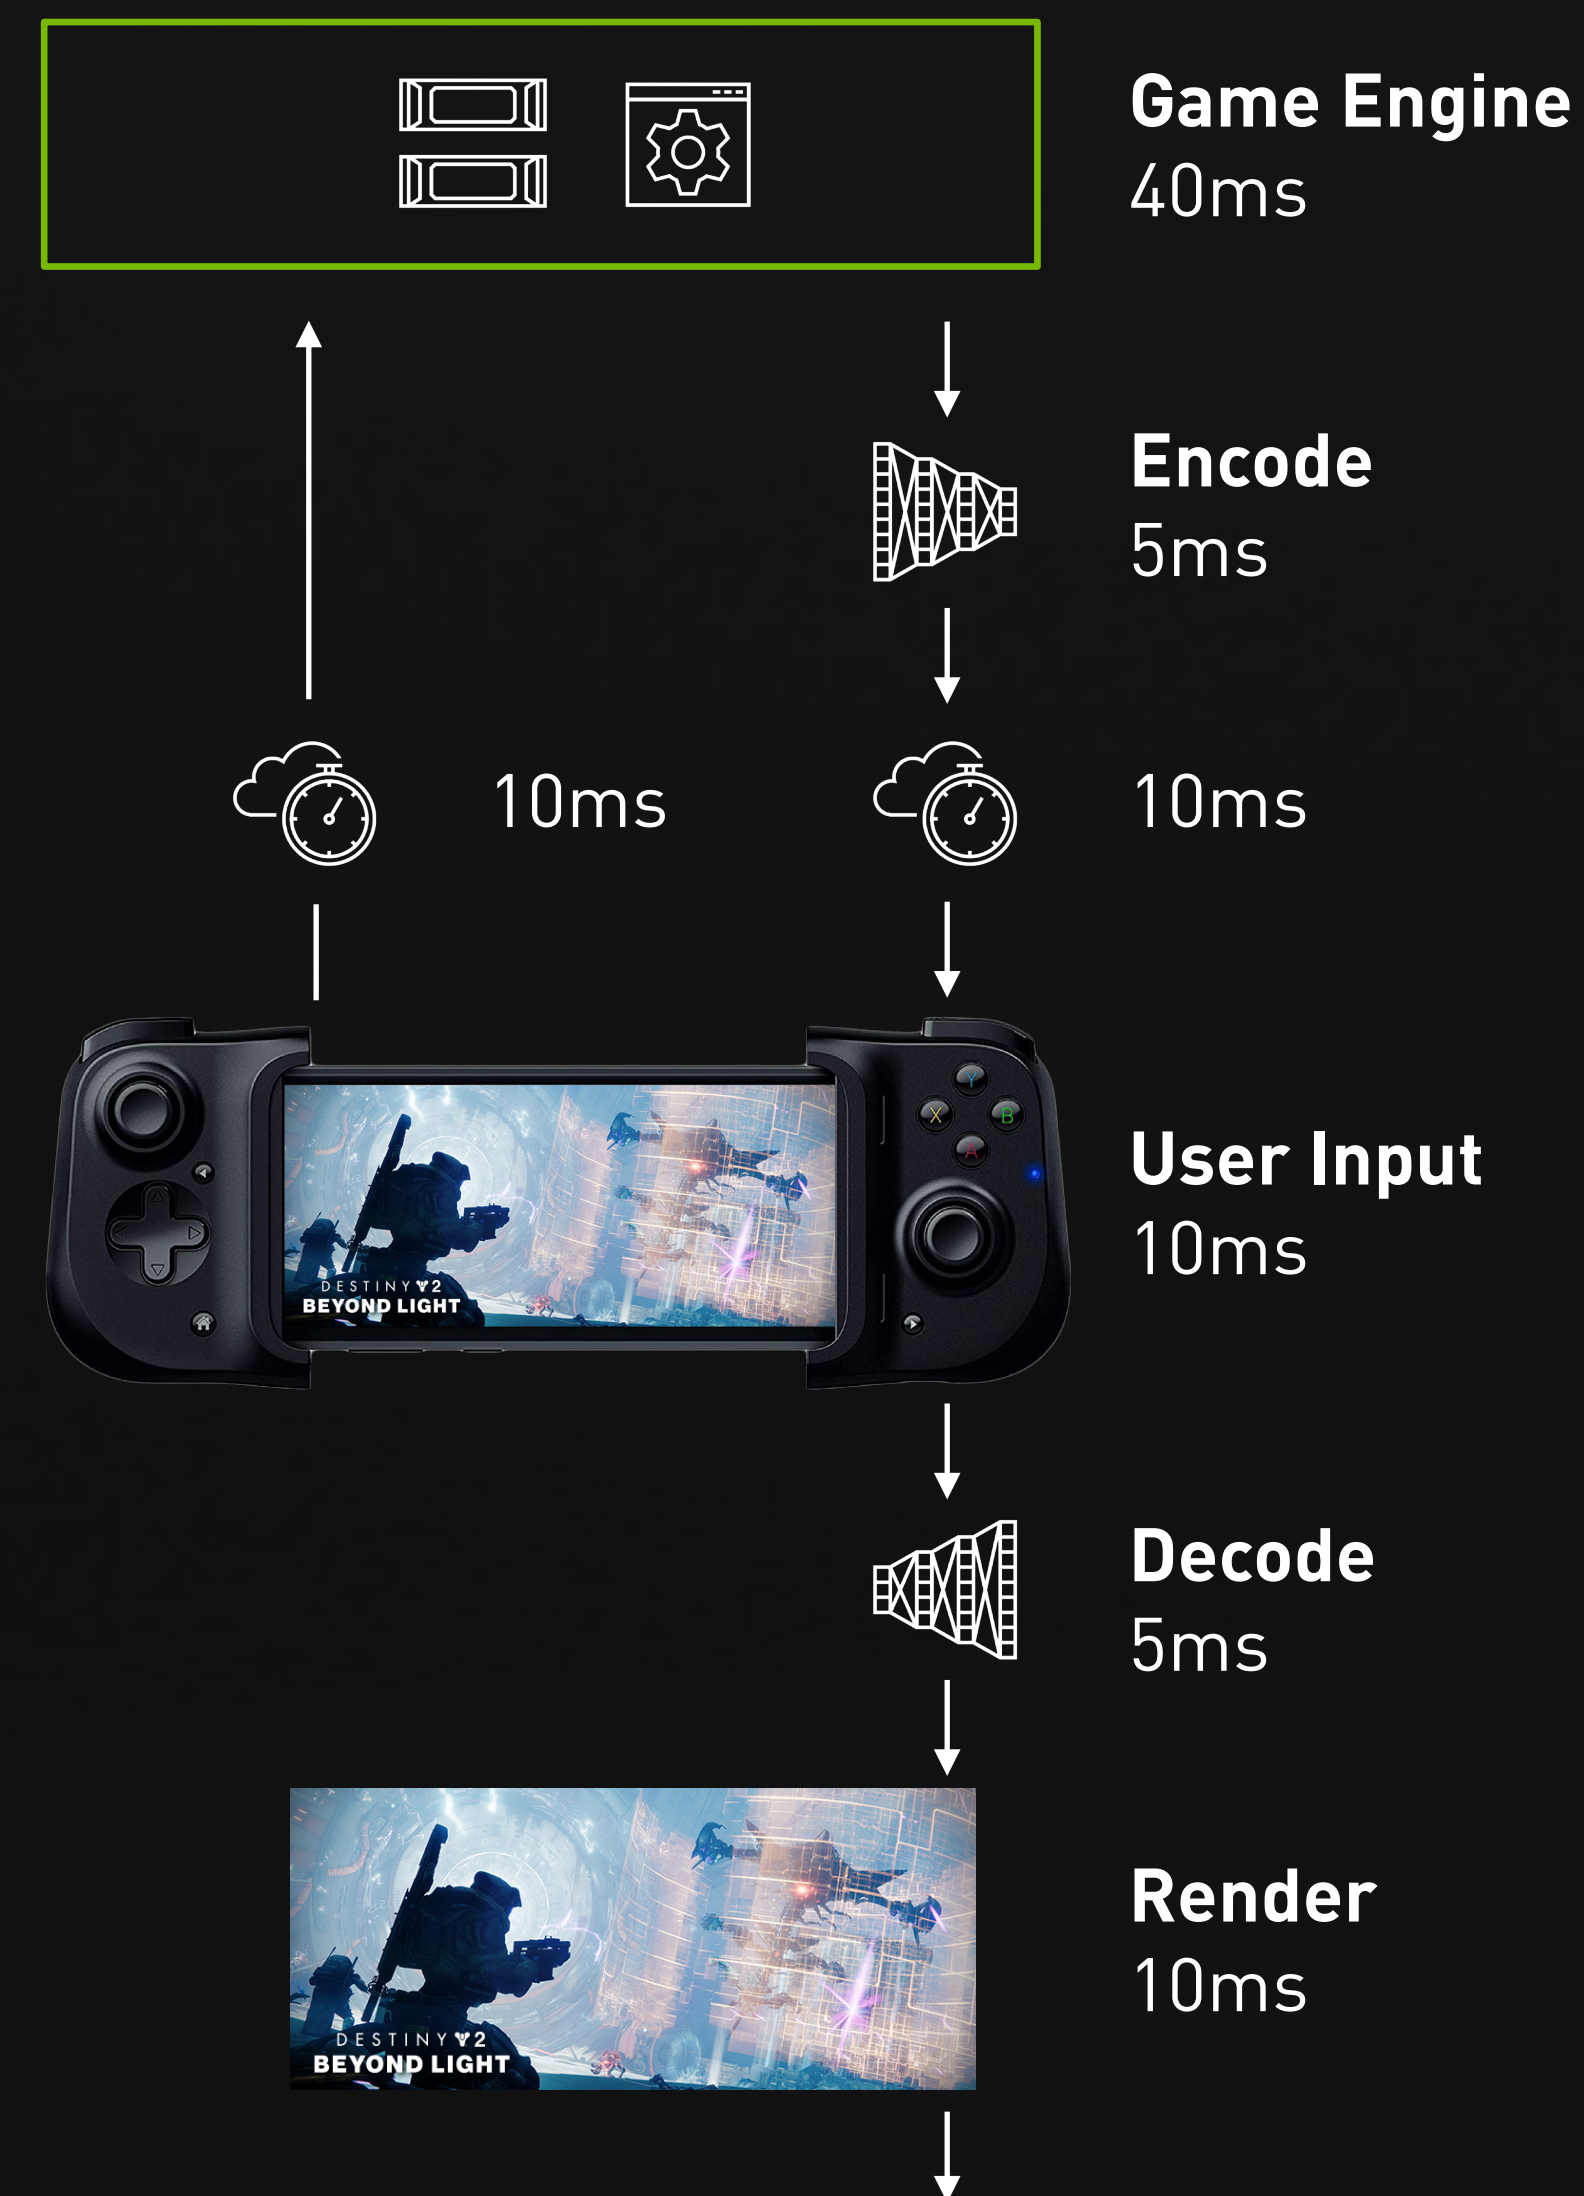 Game Engine
40ms
Encode
5ms
10ms
10ms
Y
X
B
A
DESTINY 2
BEYOND LIGHT
User Input
10ms
Decode
5ms
DESTINY 2
BEYOND LIGHT
Render
10ms